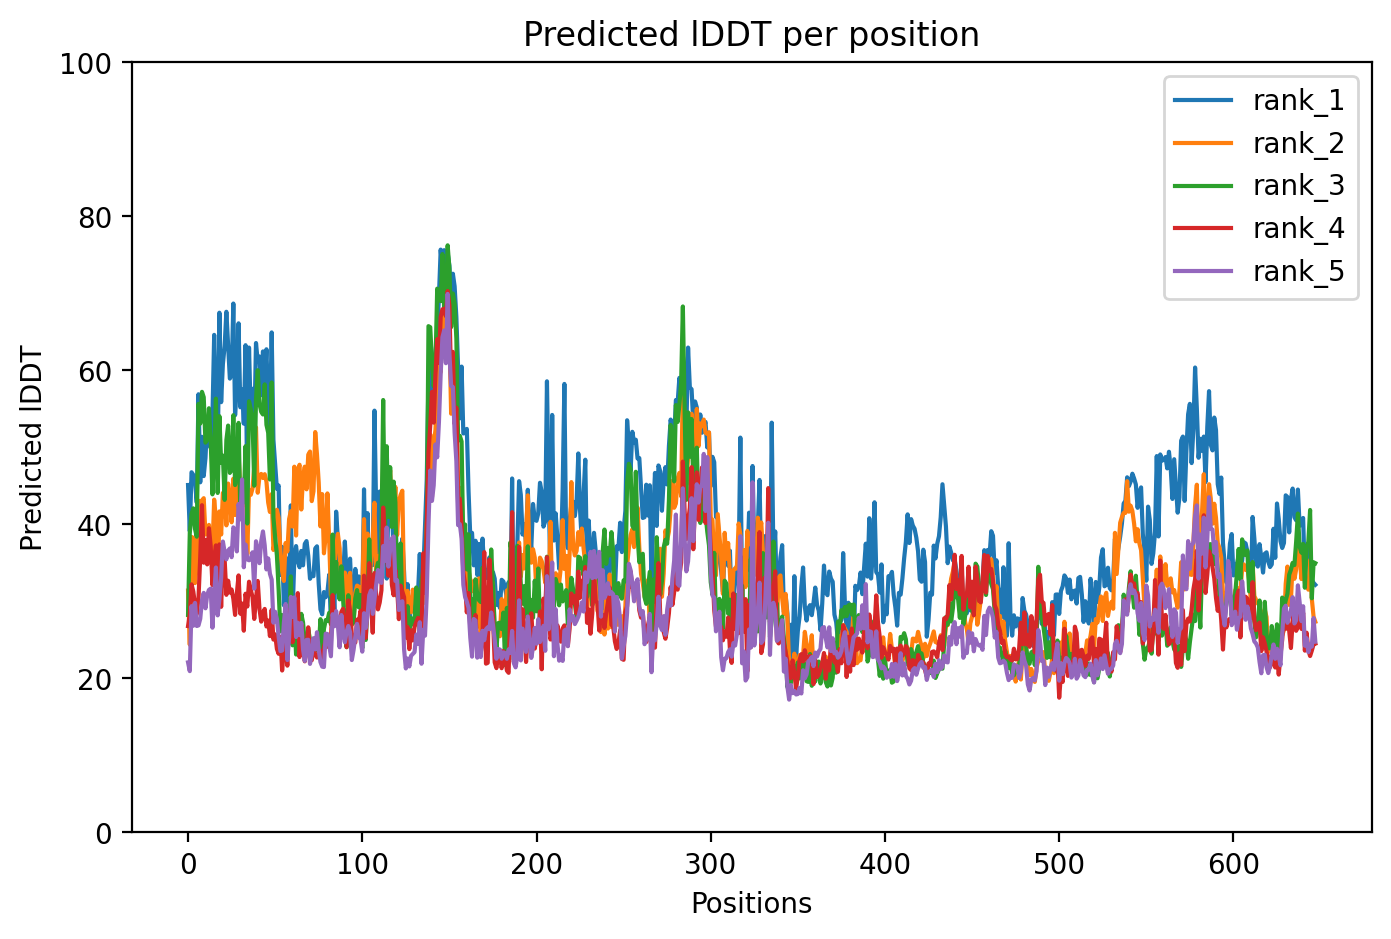 Predicted lDDT per position
100
80
60
40
20
0
Predicted lDDT
0 100 200 300 400 500 600
Positions
rank_1
rank_2
rank_3
rank_4
rank_5